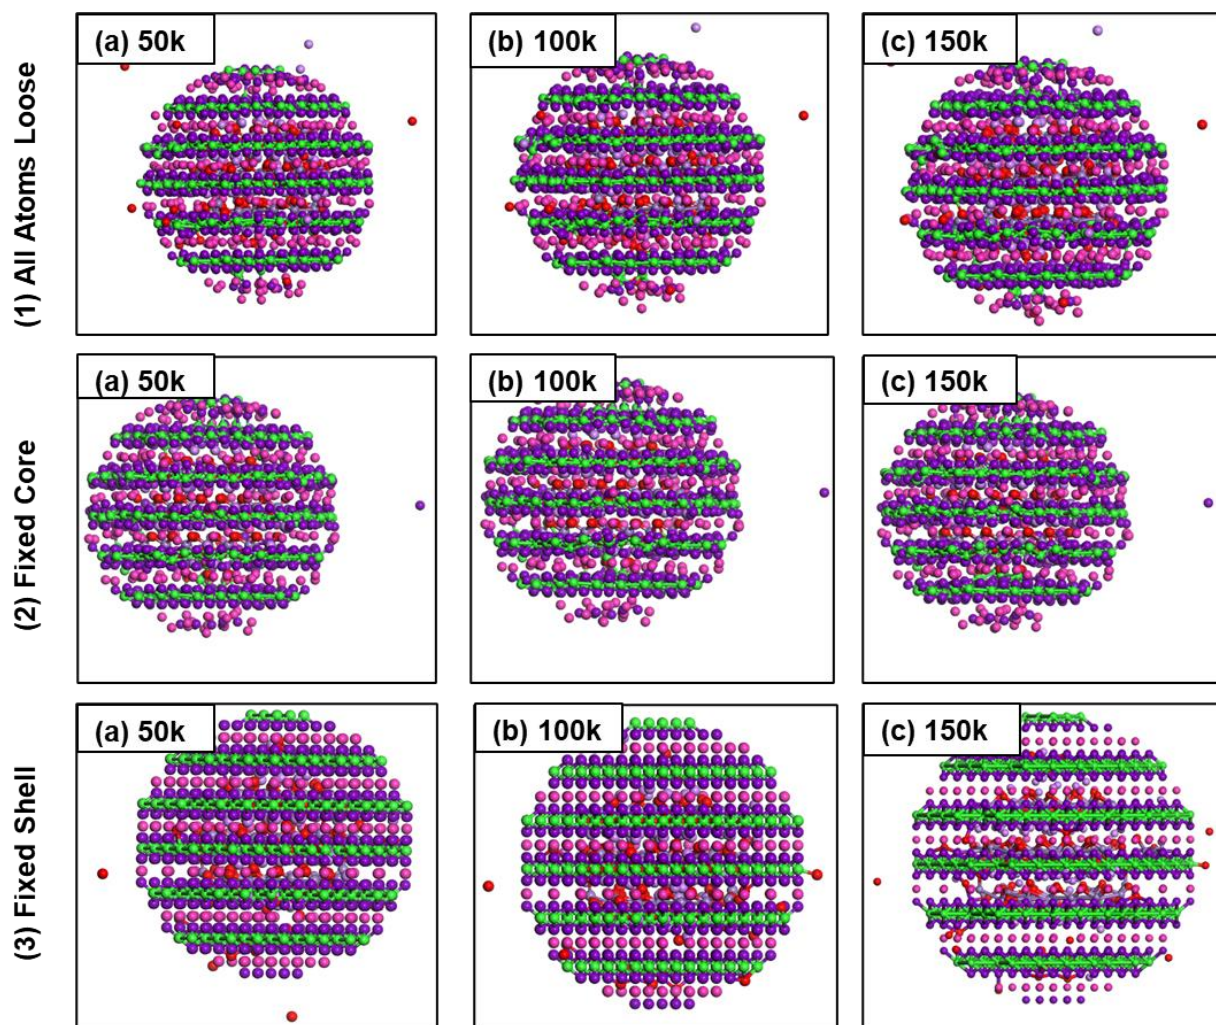 (1) All Atoms Loose
(a) 50k
(b) 100k
(c) 150k
(2) Fixed Core
(a) 50k
(b) 100k
(c) 150k
(3) Fixed Shell
(a) 50k
(b) 100k
(c) 150k